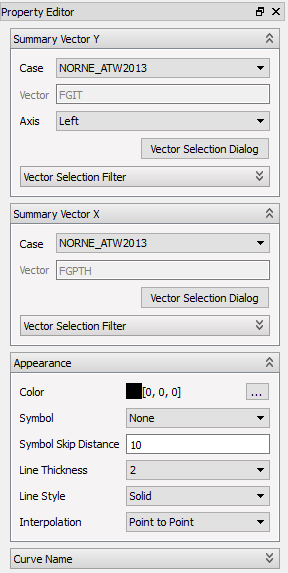 Property Editor
Summary Vector Y
Case NORNE_ATW2013
Vector FGIT
Axis Left
Vector Selection Dialog
Vector Selection Filter
Summary Vector X
Case NORNE_ATW2013
Vector FGPTH
Vector Selection Dialog
Vector Selection Filter
Appearance
Color [0, 0, 0] ...
Symbol None
Symbol Skip Distance 10
Line Thickness 2
Line Style Solid
Interpolation Point to Point
Curve Name